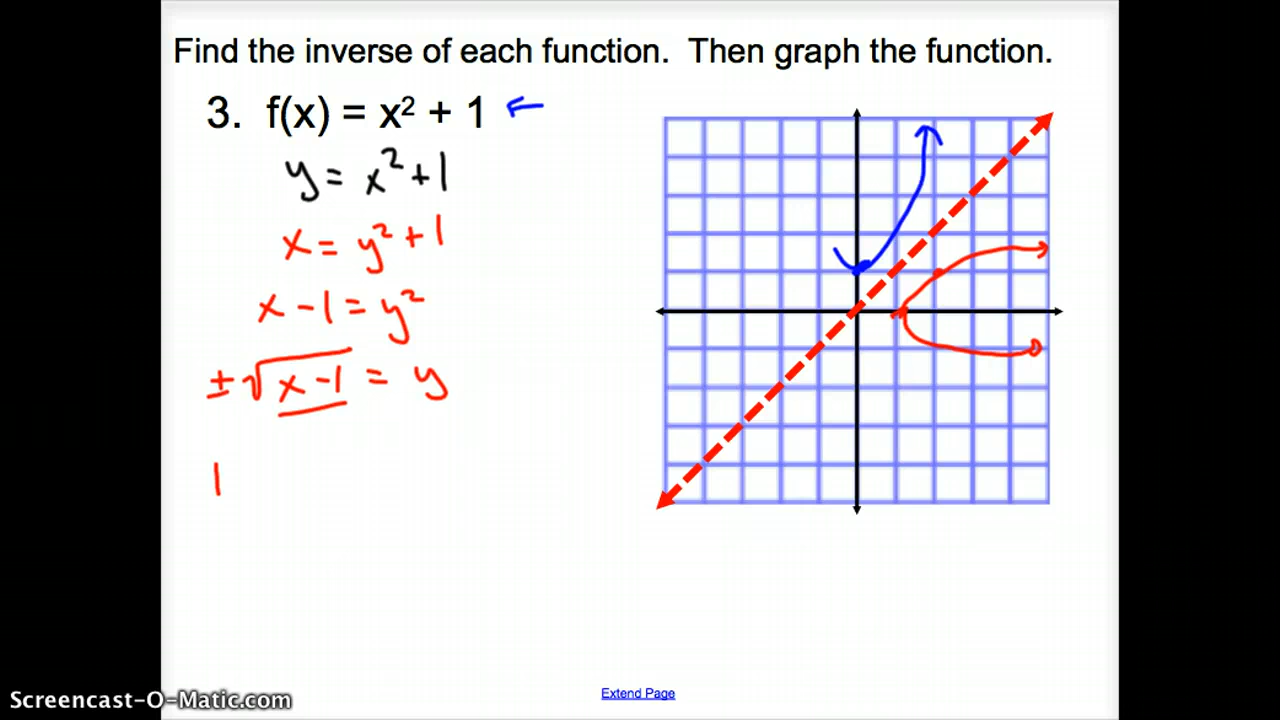 Find the inverse of each function. Then graph the function.
3. f(x) = x² + 1
y = x² + 1
x = y² + 1
x - 1 = y²
±√x - 1 = y
Extend Page
Screencast-O-Matic.com